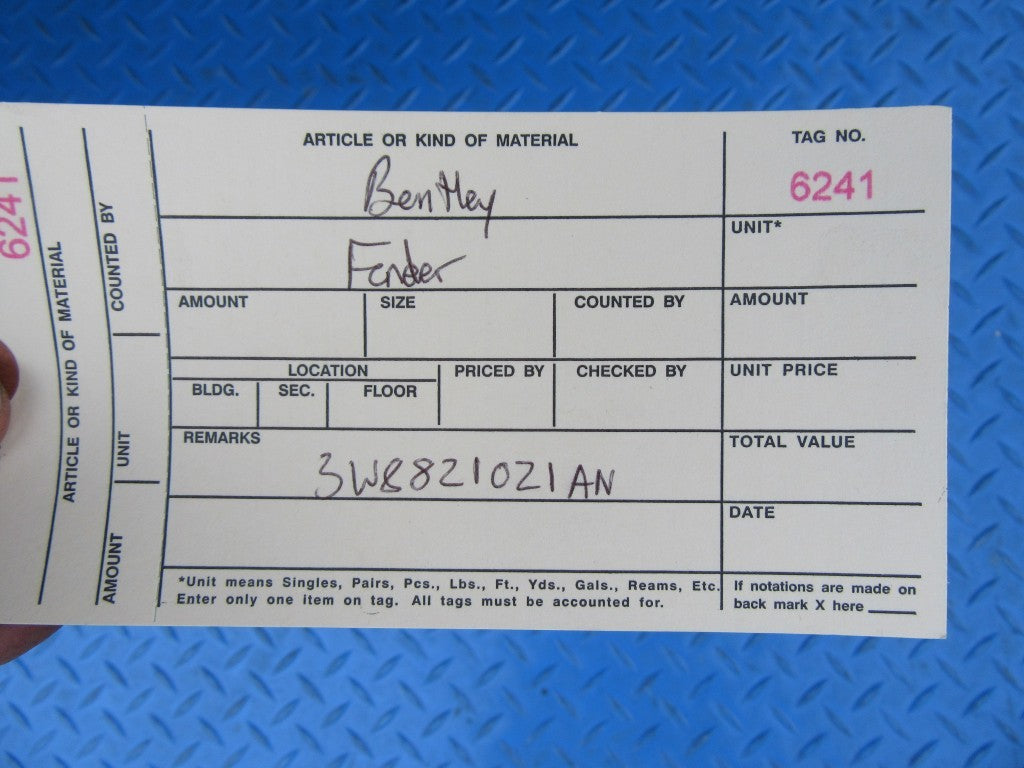 6241
ARTICLE OR KIND OF MATERIAL
COUNTED BY
UNIT
AMOUNT
ARTICLE OR KIND OF MATERIAL
Bentley
Fender
TAG NO.
6241
UNIT*
AMOUNT SIZE COUNTED BY AMOUNT
LOCATION PRICED BY CHECKED BY UNIT PRICE
BLDG. SEC. FLOOR
REMARKS TOTAL VALUE
3W8821021AN
DATE
*Unit means Singles, Pairs, Pcs., Lbs., Ft., Yds., Gals., Reams, Etc.
Enter only one item on tag. All tags must be accounted for.
If notations are made on
back mark X here